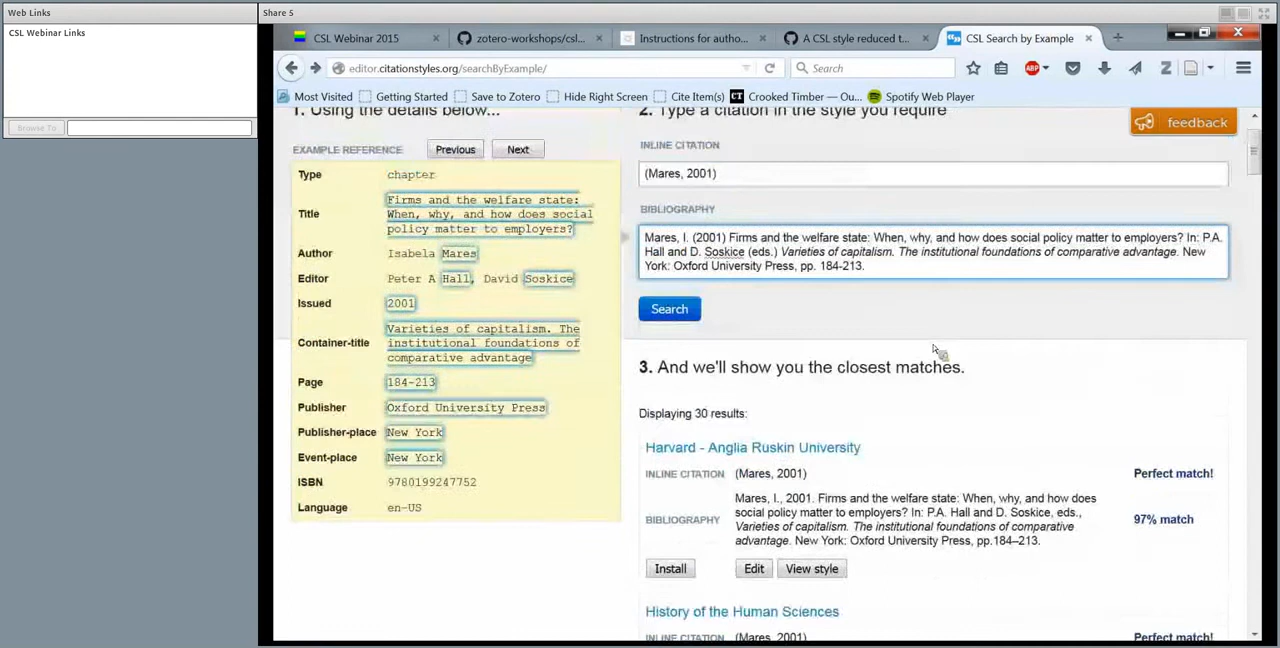 Web Links
CSL Webinar Links
Browse To
Share 5
CSL Webinar 2015
zotero-workshops/csl...
Instructions for autho...
A CSL style reduced t...
CSL Search by Example
editor.citationstyles.org/searchByExample/
Search
ABP
Z
Most Visited
Getting Started
Save to Zotero
Hide Right Screen
Cite Item(s)
CT Crooked Timber — Ou...
Spotify Web Player
1. Using the details below...
EXAMPLE REFERENCE
Previous
Next
Type chapter
Title Firms and the welfare state:
When, why, and how does social
policy matter to employers?
Author Isabela Mares
Editor Peter A Hall, David Soskice
Issued 2001
Container-title Varieties of capitalism. The
institutional foundations of
comparative advantage
Page 184-213
Publisher Oxford University Press
Publisher-place New York
Event-place New York
ISBN 9780199247752
Language en-US
2. Type a citation in the style you require
feedback
INLINE CITATION
(Mares, 2001)
BIBLIOGRAPHY
Mares, I. (2001) Firms and the welfare state: When, why, and how does social policy matter to employers? In: P.A.
Hall and D. Soskice (eds.) Varieties of capitalism. The institutional foundations of comparative advantage. New
York: Oxford University Press, pp. 184-213.
Search
3. And we'll show you the closest matches.
Displaying 30 results:
Harvard - Anglia Ruskin University
INLINE CITATION (Mares, 2001) Perfect match!
Mares, I., 2001. Firms and the welfare state: When, why, and how does
social policy matter to employers? In: P.A. Hall and D. Soskice, eds.,
BIBLIOGRAPHY 97% match
Varieties of capitalism. The institutional foundations of comparative
advantage. New York: Oxford University Press, pp.184–213.
Install
Edit
View style
History of the Human Sciences
INLINE CITATION (Mares, 2001) Perfect match!